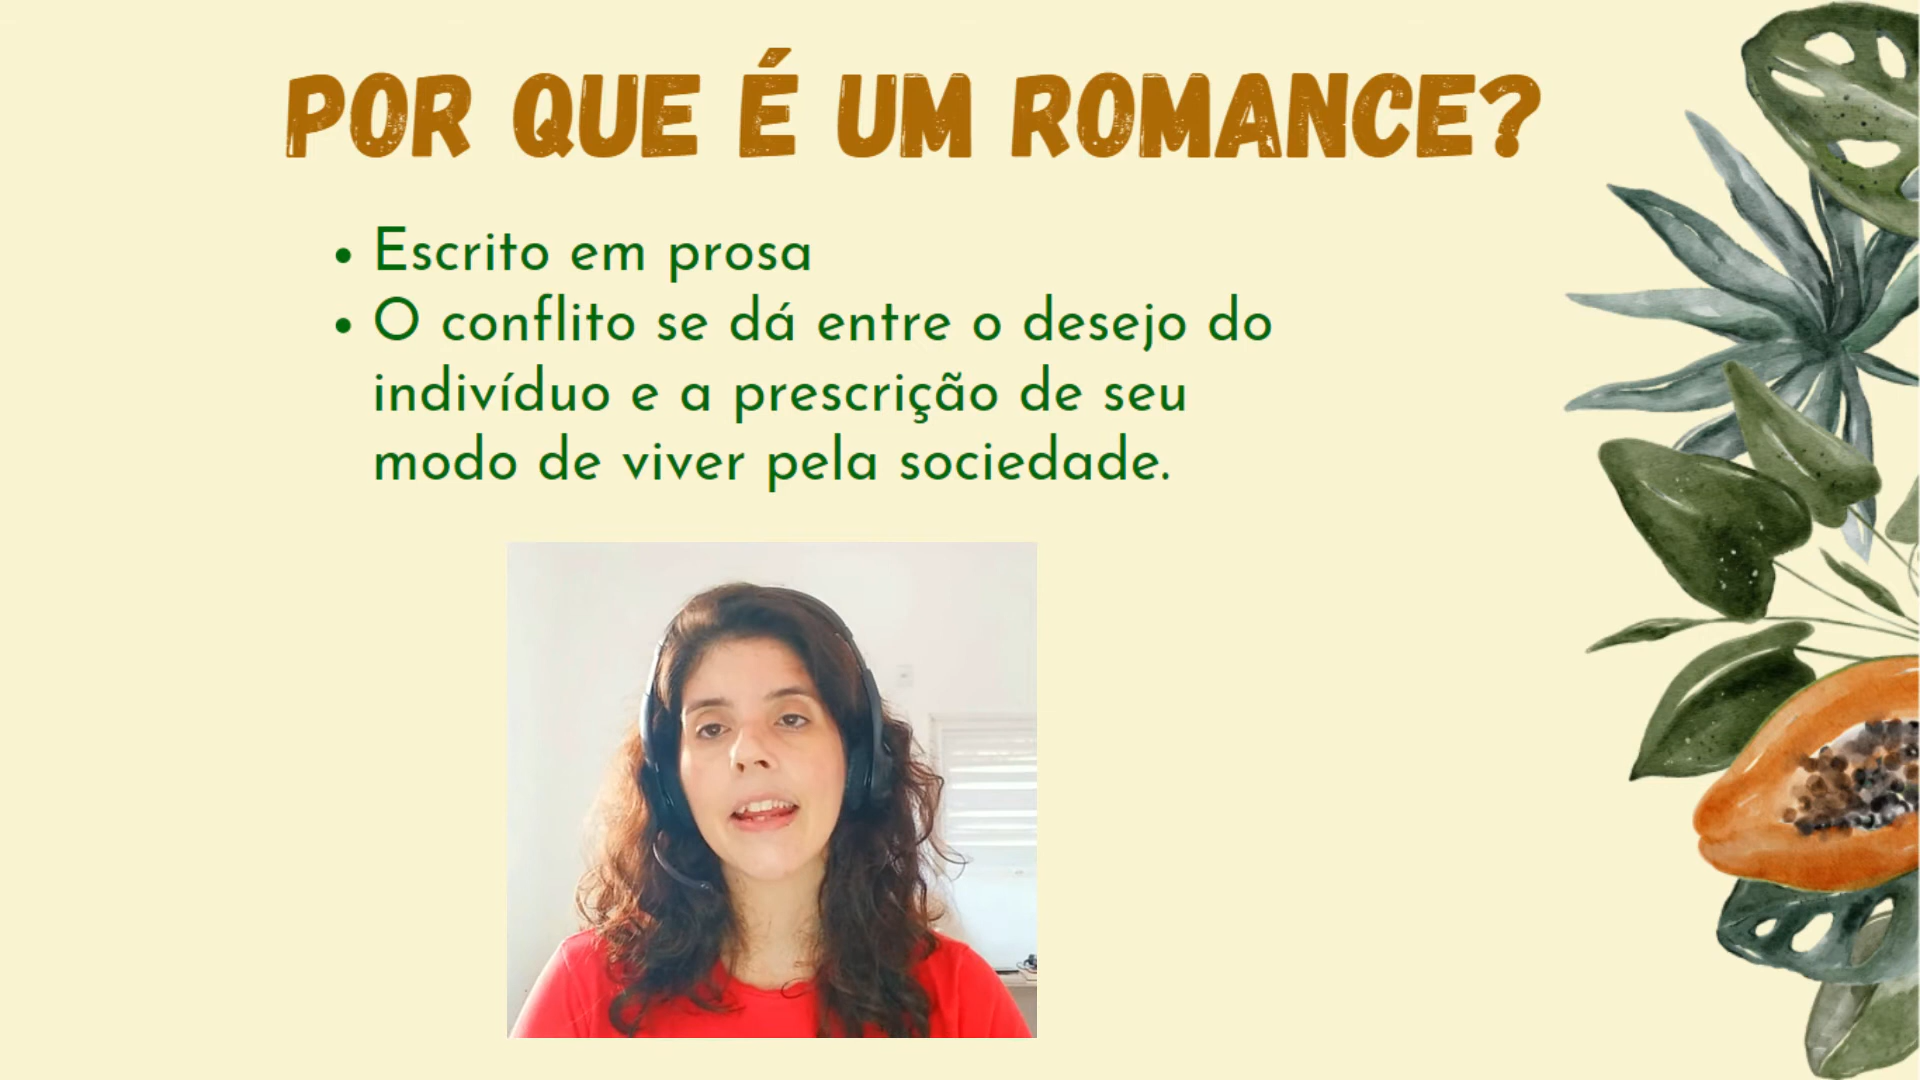 POR QUE É UM ROMANCE?
• Escrito em prosa
• O conflito se dá entre o desejo do
indivíduo e a prescrição de seu
modo de viver pela sociedade.